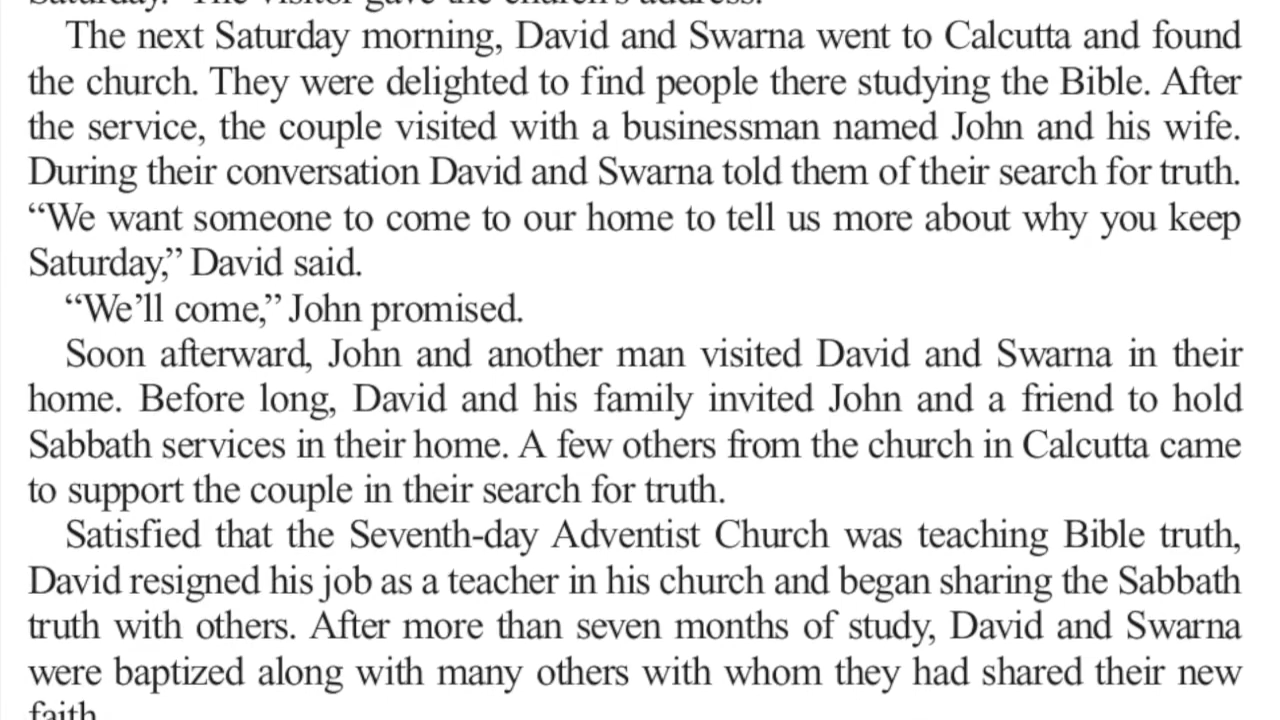 Saturday." The visitor gave the church's address.
The next Saturday morning, David and Swarna went to Calcutta and found
the church. They were delighted to find people there studying the Bible. After
the service, the couple visited with a businessman named John and his wife.
During their conversation David and Swarna told them of their search for truth.
“We want someone to come to our home to tell us more about why you keep
Saturday,” David said.
“We’ll come,” John promised.
Soon afterward, John and another man visited David and Swarna in their
home. Before long, David and his family invited John and a friend to hold
Sabbath services in their home. A few others from the church in Calcutta came
to support the couple in their search for truth.
Satisfied that the Seventh-day Adventist Church was teaching Bible truth,
David resigned his job as a teacher in his church and began sharing the Sabbath
truth with others. After more than seven months of study, David and Swarna
were baptized along with many others with whom they had shared their new
faith.